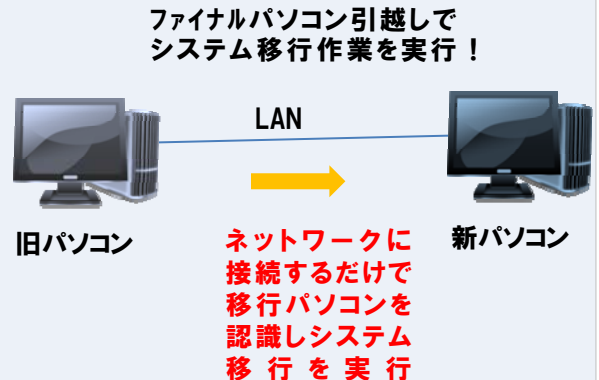 ファイナルパソコン引越しで
システム移行作業を実行！
LAN
旧パソコン
新パソコン
ネットワークに
接続するだけで
移行パソコンを
認識しシステム
移行を実行